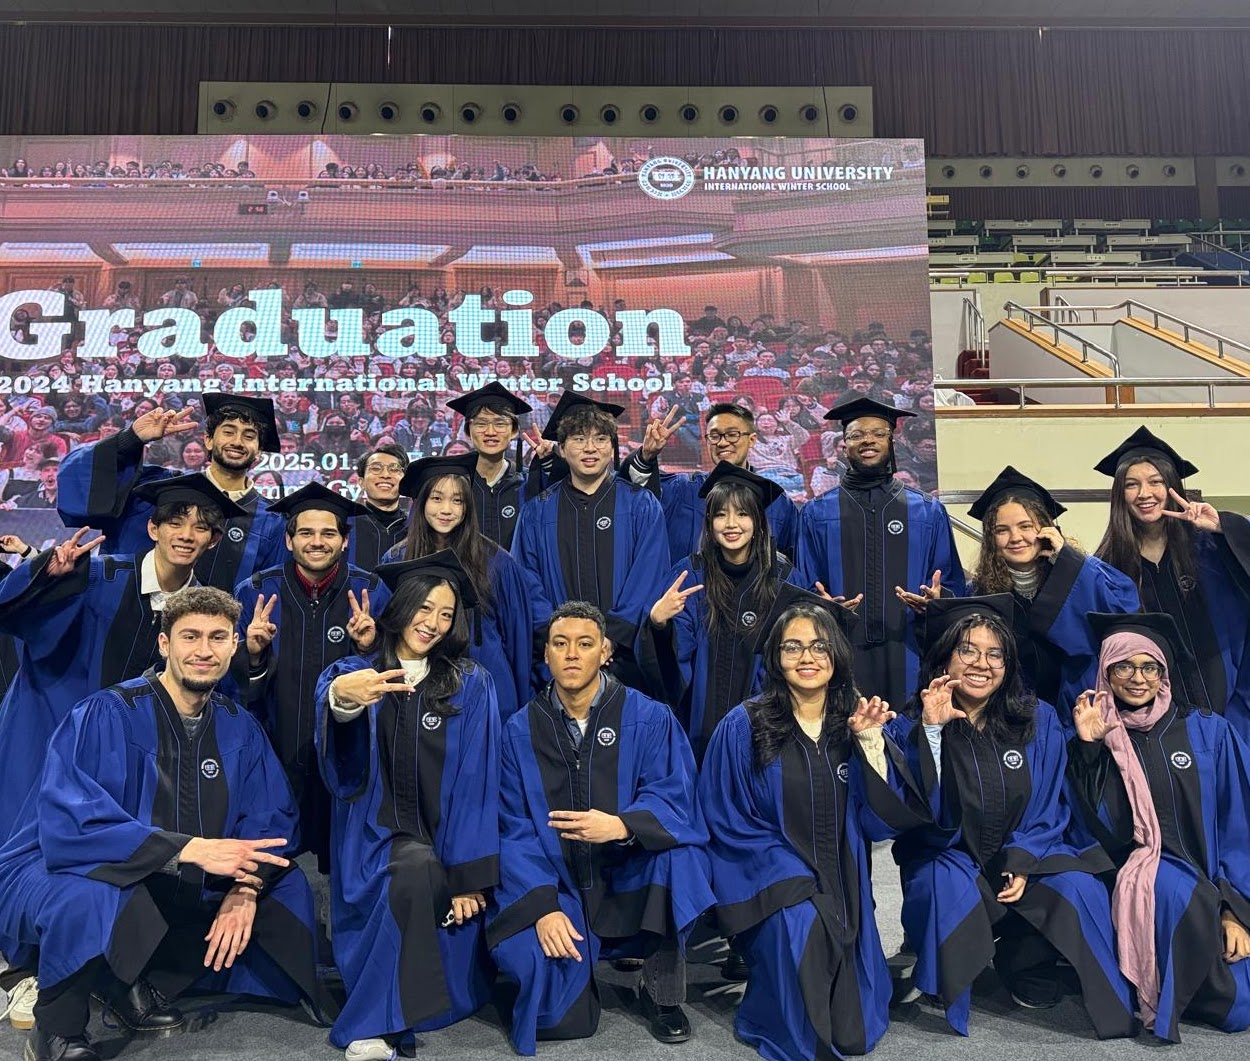 HANYANG UNIVERSITY
INTERNATIONAL WINTER SCHOOL
Graduation
2024 Hanyang International Winter School
2025.01.